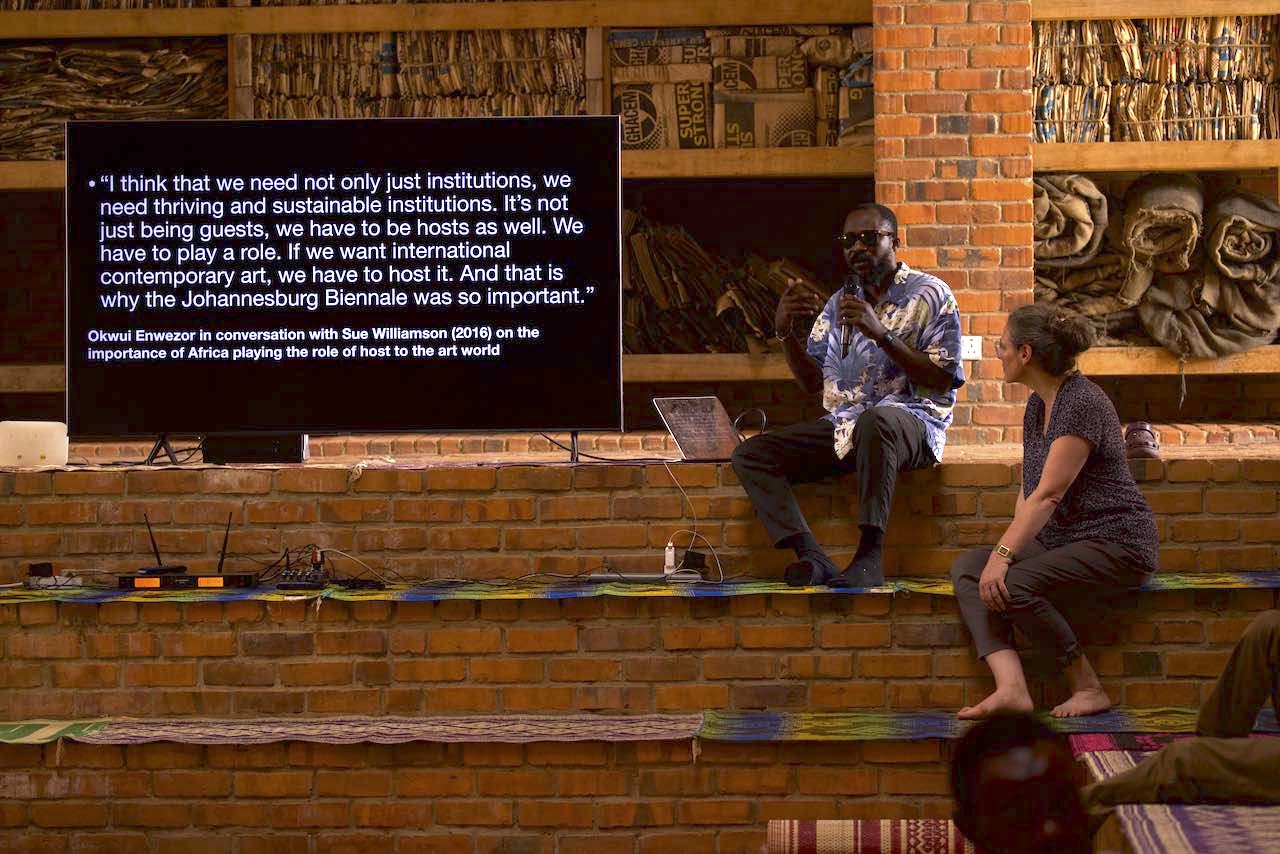 • “I think that we need not only just institutions, we
need thriving and sustainable institutions. It’s not
just being guests, we have to be hosts as well. We
have to play a role. If we want international
contemporary art, we have to host it. And that is
why the Johannesburg Biennale was so important.”
Okwui Enwezor in conversation with Sue Williamson (2016) on the
importance of Africa playing the role of host to the art world
GHACEM
SUPER
STRONG